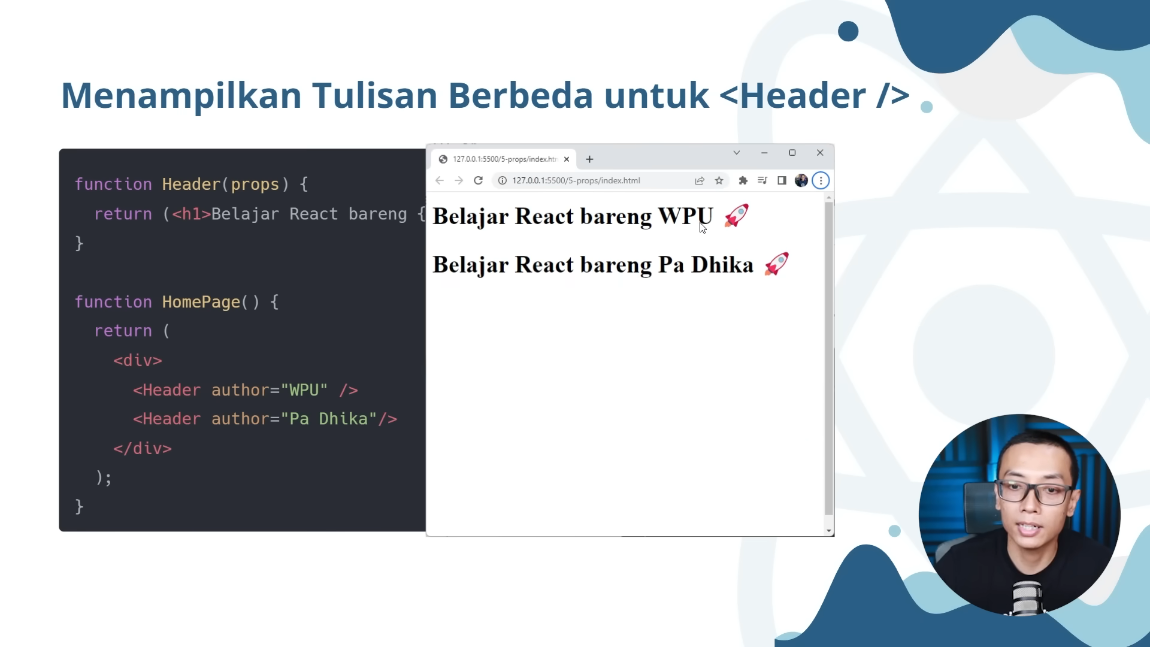 Menampilkan Tulisan Berbeda untuk <Header />
function Header(props) {
return (<h1>Belajar React bareng {
}
function HomePage() {
return (
<div>
<Header author="WPU" />
<Header author="Pa Dhika"/>
</div>
);
}
127.0.0.1:5500/5-props/index.ht
127.0.0.1:5500/5-props/index.html
Belajar React bareng WPU 🚀
Belajar React bareng Pa Dhika 🚀